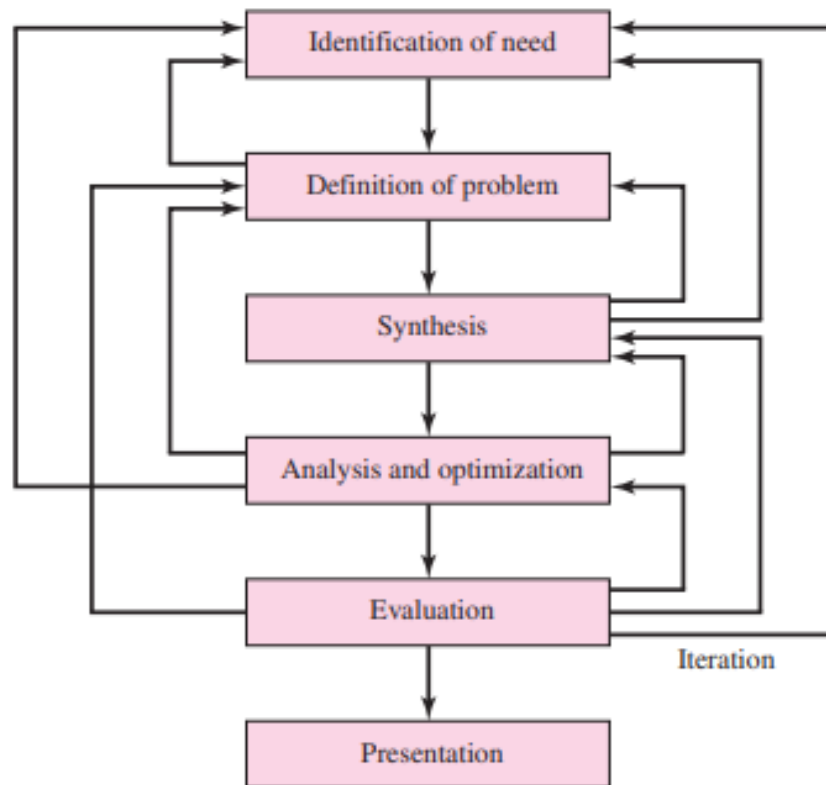 Identification of need
Definition of problem
Synthesis
Analysis and optimization
Evaluation
Iteration
Presentation